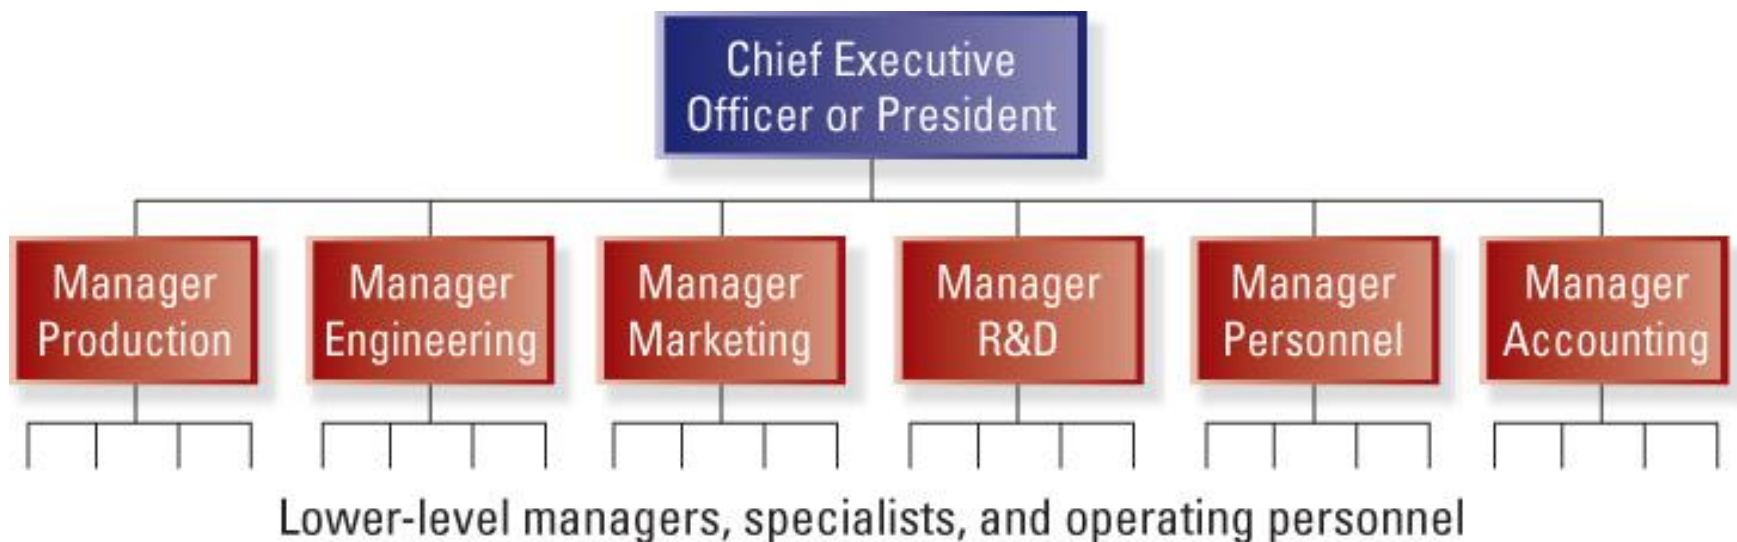 Chief Executive
Officer or President
Manager
Production
Manager
Engineering
Manager
Marketing
Manager
R&D
Manager
Personnel
Manager
Accounting
Lower-level managers, specialists, and operating personnel